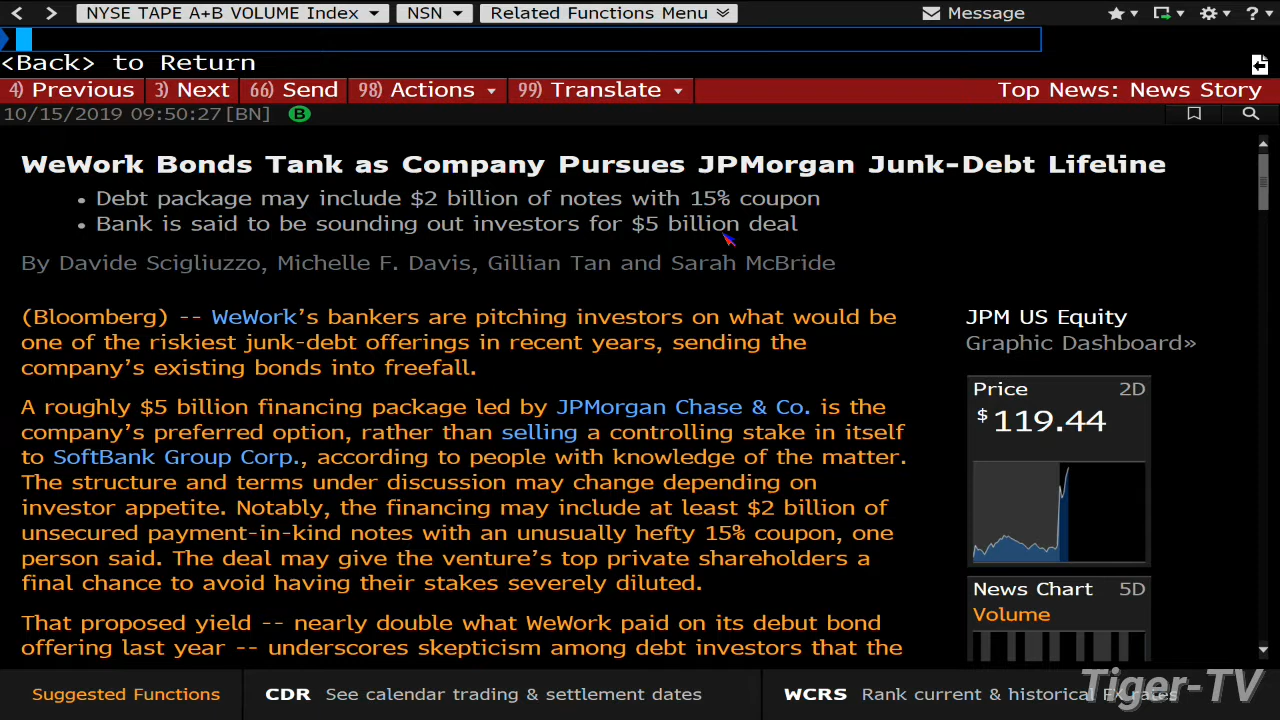 NYSE TAPE A+B VOLUME Index NSN Related Functions Menu Message ?
<Back> to Return
4) Previous 3) Next 66) Send 98) Actions 99) Translate Top News: News Story
10/15/2019 09:50:27[BN] B
WeWork Bonds Tank as Company Pursues JPMorgan Junk-Debt Lifeline
• Debt package may include $2 billion of notes with 15% coupon
• Bank is said to be sounding out investors for $5 billion deal
By Davide Scigliuzzo, Michelle F. Davis, Gillian Tan and Sarah McBride
(Bloomberg) -- WeWork's bankers are pitching investors on what would be
one of the riskiest junk-debt offerings in recent years, sending the
company's existing bonds into freefall.
A roughly $5 billion financing package led by JPMorgan Chase & Co. is the
company's preferred option, rather than selling a controlling stake in itself
to SoftBank Group Corp., according to people with knowledge of the matter.
The structure and terms under discussion may change depending on
investor appetite. Notably, the financing may include at least $2 billion of
unsecured payment-in-kind notes with an unusually hefty 15% coupon, one
person said. The deal may give the venture's top private shareholders a
final chance to avoid having their stakes severely diluted.
That proposed yield -- nearly double what WeWork paid on its debut bond
offering last year -- underscores skepticism among debt investors that the
JPM US Equity
Graphic Dashboard»
Price 2D
$119.44
News Chart 5D
Volume
Suggested Functions CDR See calendar trading & settlement dates WCRS Rank current & historical FX rates
Tiger-TV